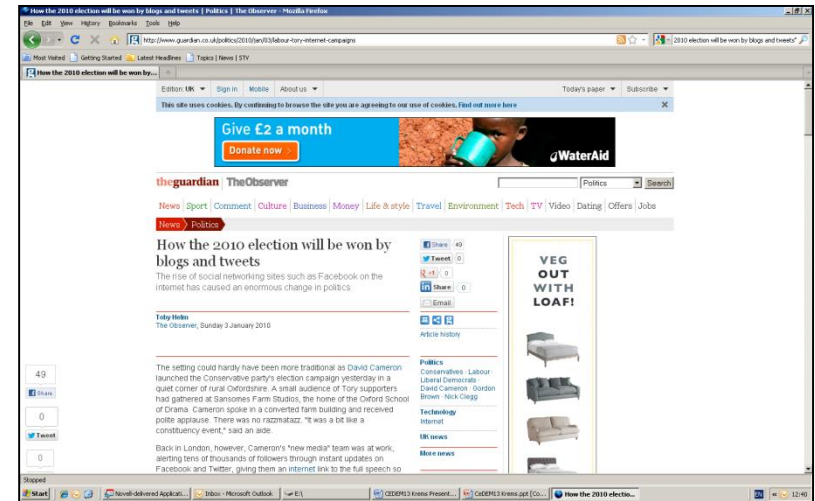 How the 2010 election will be won by blogs and tweets | Politics | The Observer - Mozilla Firefox
File Edit View History Bookmarks Tools Help
http://www.guardian.co.uk/politics/2010/jan/03/labour-tory-internet-campaigns
2010 election will be won by blogs and tweets"
Most Visited Getting Started Latest Headlines Topics | News | STV
How the 2010 election will be won by...
Edition: UK Sign in Mobile About us Today's paper Subscribe
This site uses cookies. By continuing to browse the site you are agreeing to our use of cookies. Find out more here X
Give £2 a month
Donate now >
WaterAid
theguardian TheObserver
Politics Search
News Sport Comment Culture Business Money Life & style Travel Environment Tech TV Video Dating Offers Jobs
News Politics
How the 2010 election will be won by
blogs and tweets
The rise of social networking sites such as Facebook on the
internet has caused an enormous change in politics
Toby Helm
The Observer, Sunday 3 January 2010
Share 49
Tweet 0
+1 0
in Share 0
Email
Article history
The setting could hardly have been more traditional as David Cameron
launched the Conservative party's election campaign yesterday in a
quiet corner of rural Oxfordshire. A small audience of Tory supporters
had gathered at Sansomes Farm Studios, the home of the Oxford School
of Drama. Cameron spoke in a converted farm building and received
polite applause. There was no razzmatazz. "It was a bit like a
constituency event," said an aide.
Back in London, however, Cameron's "new media" team was at work,
alerting tens of thousands of followers through instant updates on
Facebook and Twitter, giving them an internet link to the full speech so
Politics
Conservatives · Labour ·
Liberal Democrats ·
David Cameron · Gordon
Brown · Nick Clegg
Technology
Internet
UK news
More news
VEG
OUT
WITH
LOAF!
49
Share
0
Tweet
0
Stopped
Start Novell-delivered Applicati... Inbox - Microsoft Outlook E:\ CEDEM13 Krems Present... CeDEM13 Krems.ppt [Co... How the 2010 electio... EN 12:40